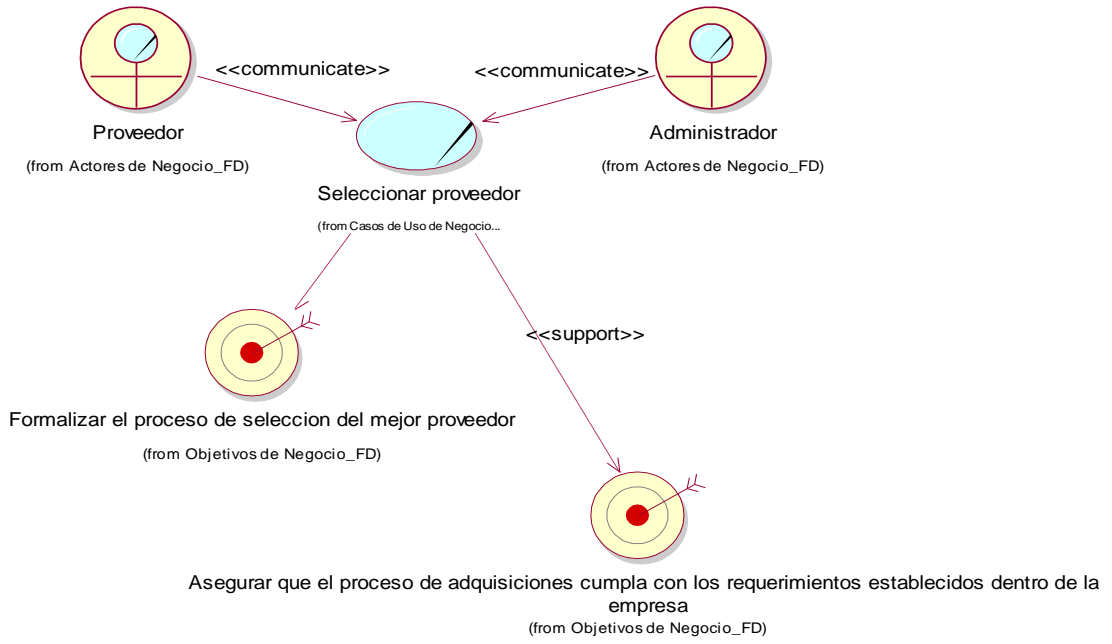 <<communicate>>
<<communicate>>
Proveedor
(from Actores de Negocio_FD)
Administrador
(from Actores de Negocio_FD)
Seleccionar proveedor
(from Casos de Uso de Negocio...
<<support>>
Formalizar el proceso de seleccion del mejor proveedor
(from Objetivos de Negocio_FD)
Asegurar que el proceso de adquisiciones cumpla con los requerimientos establecidos dentro de la
empresa
(from Objetivos de Negocio_FD)